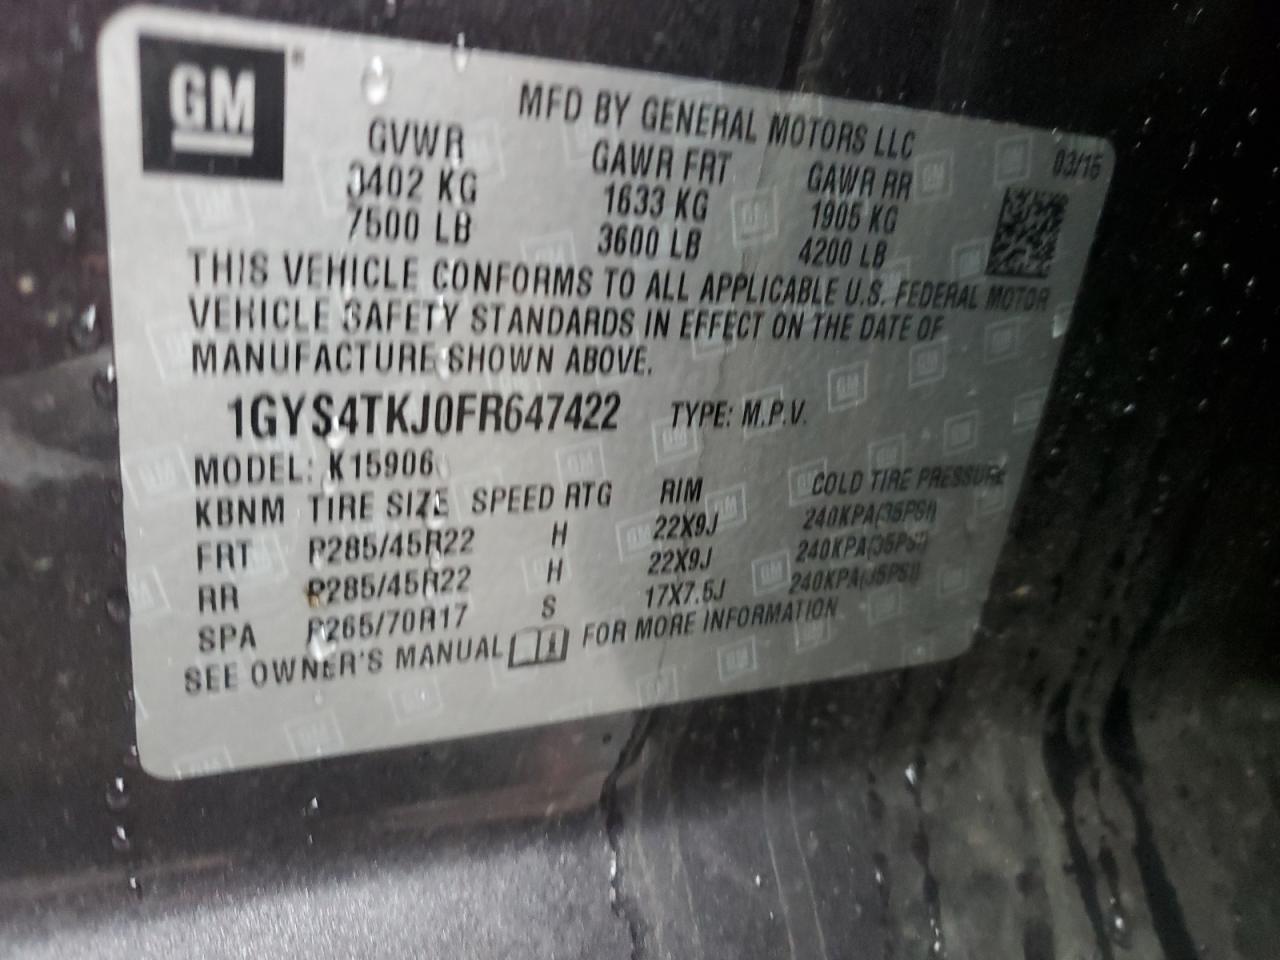 GM
MFD BY GENERAL MOTORS LLC
03/15
GVWR GAWR FRT GAWR RR
3402 KG 1633 KG 1905 KG
7500 LB 3600 LB 4200 LB
THIS VEHICLE CONFORMS TO ALL APPLICABLE U.S. FEDERAL MOTOR
VEHICLE SAFETY STANDARDS IN EFFECT ON THE DATE OF
MANUFACTURE SHOWN ABOVE.
1GYS4TKJ0FR647422 TYPE: M.P.V.
MODEL: K15906
KBNM TIRE SIZE SPEED RTG RIM COLD TIRE PRESSURE
FRT P285/45R22 H 22X9J 240KPA(35PSI)
RR P285/45R22 H 22X9J 240KPA(35PSI)
SPA P265/70R17 S 17X7.5J 240KPA(35PSI)
SEE OWNER'S MANUAL FOR MORE INFORMATION